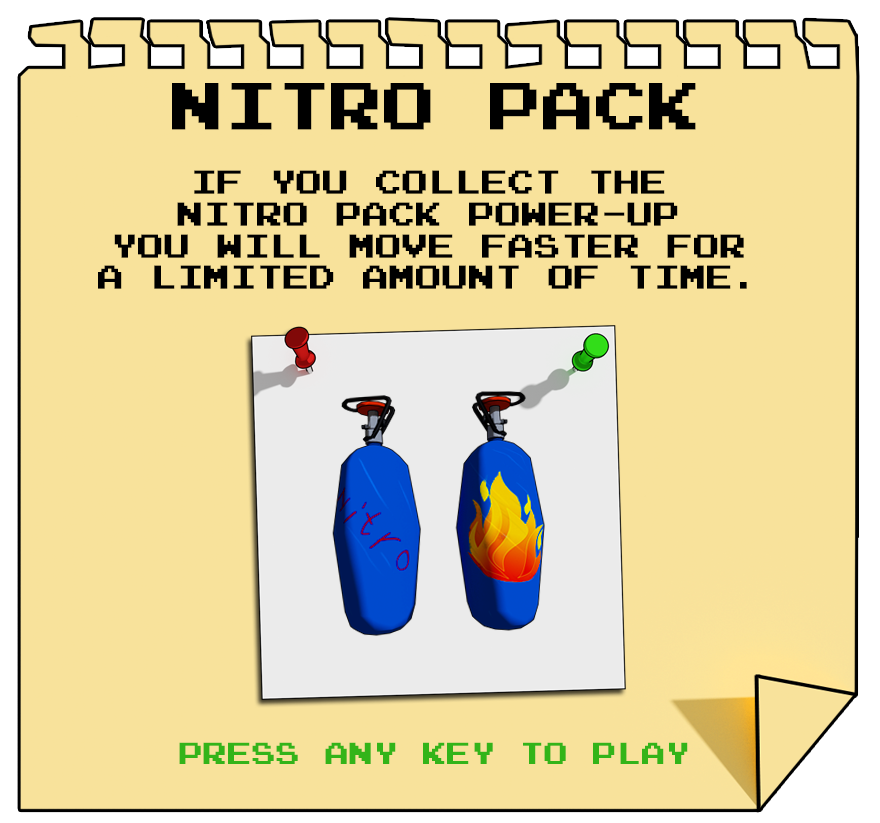 NITRO PACK
IF YOU COLLECT THE
NITRO PACK POWER-UP
YOU WILL MOVE FASTER FOR
A LIMITED AMOUNT OF TIME.
Nitro
PRESS ANY KEY TO PLAY